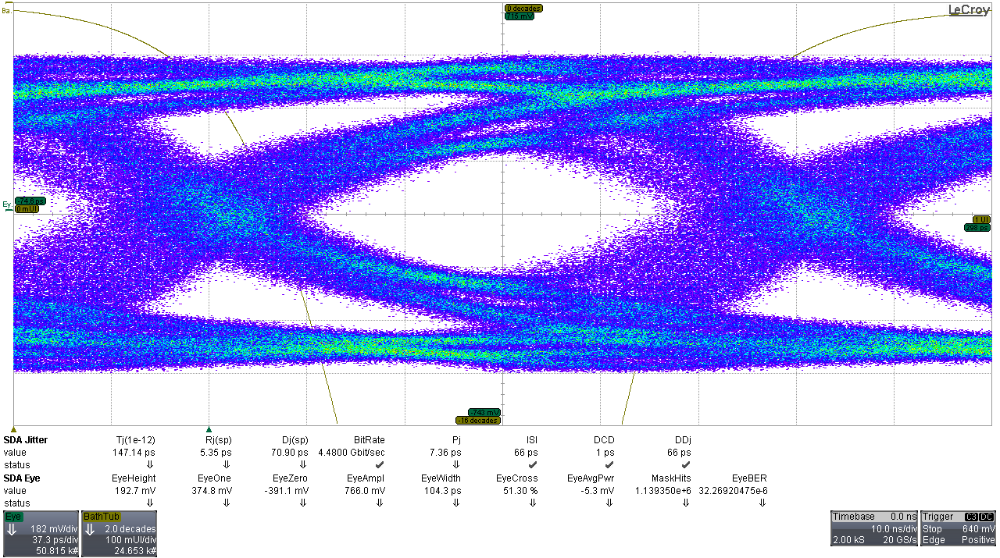 Ba.
0 decades
715 mV
LeCroy
Ey.
-74.6 ps
0 mUI
1 UI
298 ps
-743 mV
-16 decades
SDA Jitter Tj(1e-12) Rj(sp) Dj(sp) BitRate Pj ISI DCD DDj
value 147.14 ps 5.35 ps 70.90 ps 4.4800 Gbit/sec 7.36 ps 66 ps 1 ps 66 ps
status
SDA Eye EyeHeight EyeOne EyeZero EyeAmpl EyeWidth EyeCross EyeAvgPwr MaskHits EyeBER
value 192.7 mV 374.8 mV -391.1 mV 766.0 mV 104.3 ps 51.30 % -5.3 mV 1.139350e+6 32.26920475e-6
status
Eye
182 mV/div
37.3 ps/div
50.815 k#
BathTub
2.0 decades
100 mUI/div
24.653 k#
Timebase 0.0 ns
10.0 ns/div
2.00 kS 20 GS/s
Trigger C3 DC
Stop 640 mV
Edge Positive